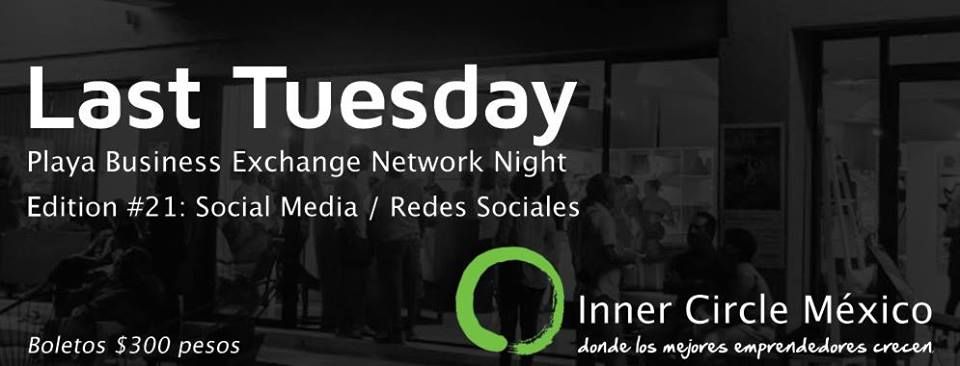 Last Tuesday
Playa Business Exchange Network Night
Edition #21: Social Media / Redes Sociales
Inner Circle México
donde los mejores emprendedores crecen
Boletos $300 pesos